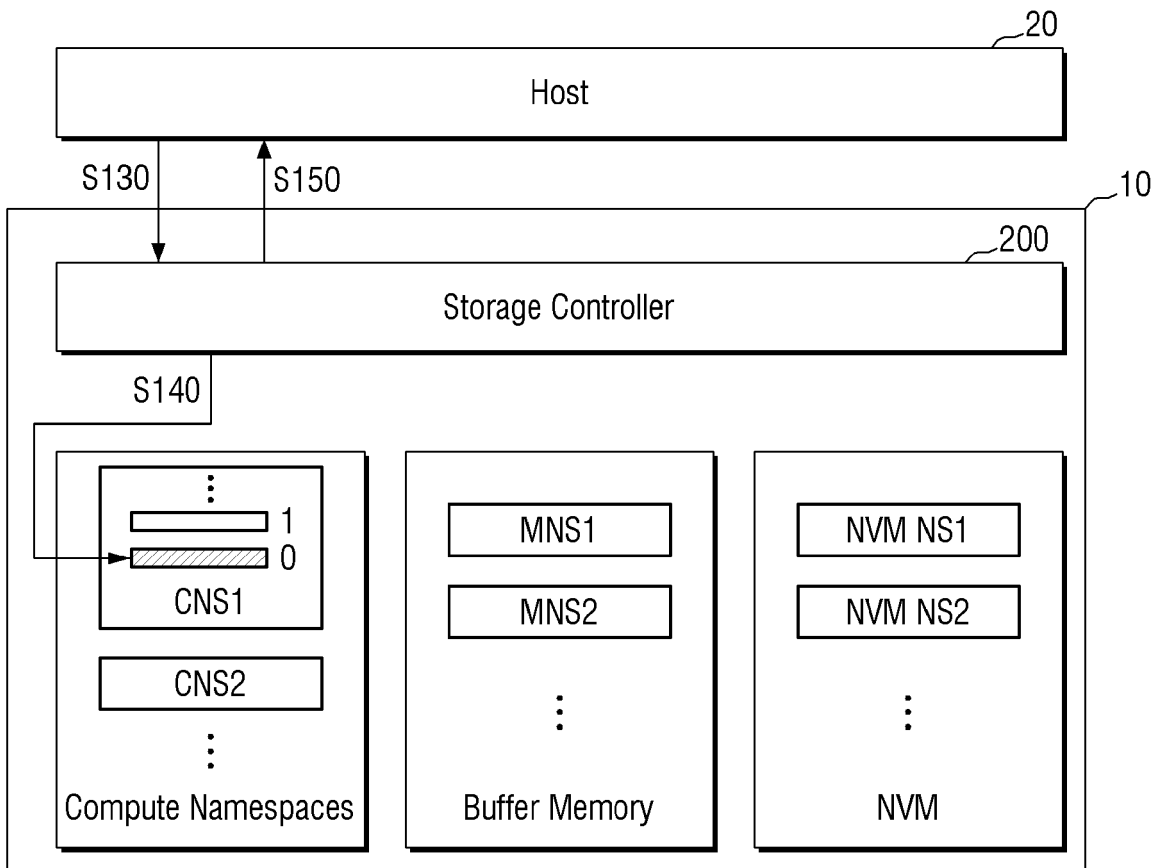 20
Host
S130
S150
10
200
Storage Controller
S140
1
0
CNS1
CNS2
Compute Namespaces
MNS1
MNS2
Buffer Memory
NVM NS1
NVM NS2
NVM